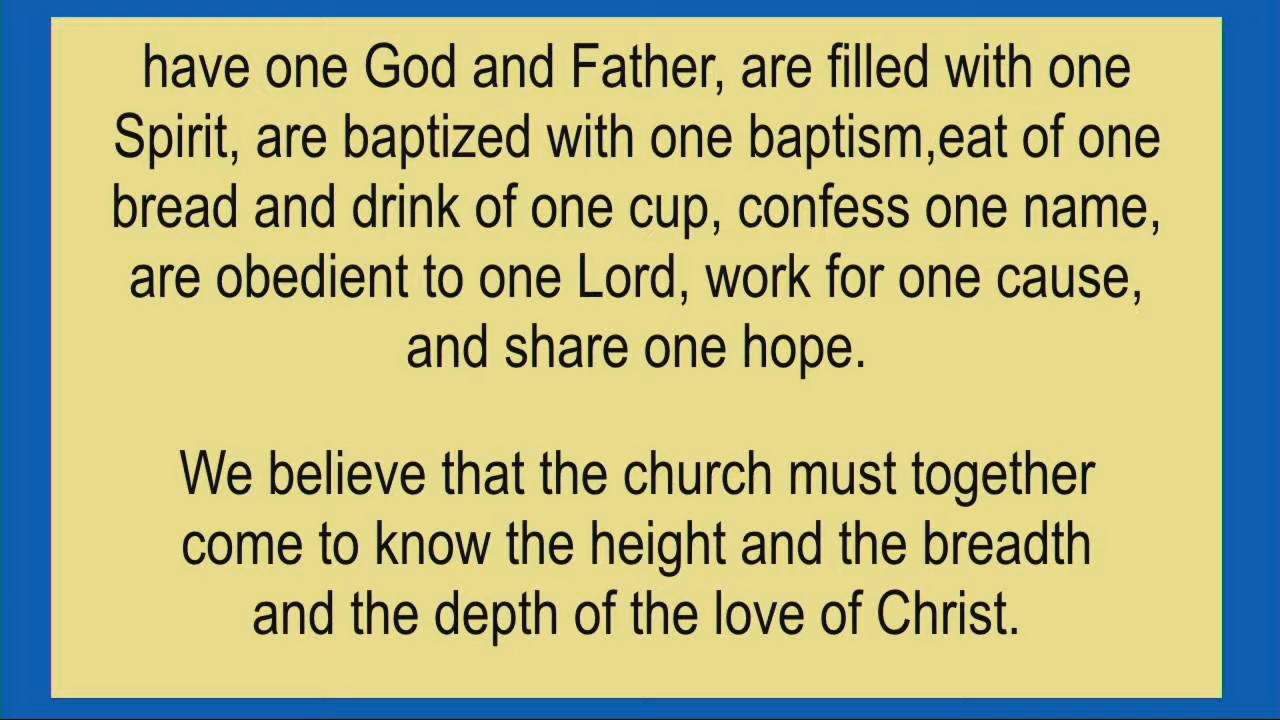 have one God and Father, are filled with one
Spirit, are baptized with one baptism,eat of one
bread and drink of one cup, confess one name,
are obedient to one Lord, work for one cause,
and share one hope.
We believe that the church must together
come to know the height and the breadth
and the depth of the love of Christ.